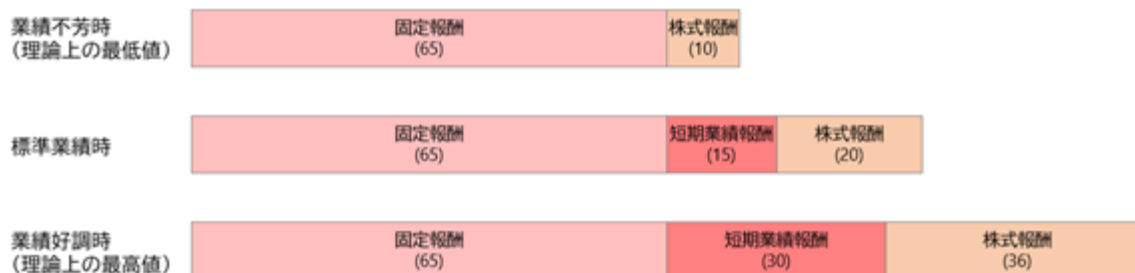 業績不芳時
（理論上の最低値）
固定報酬
(65)
株式報酬
(10)
標準業績時
固定報酬
(65)
短期業績報酬
(15)
株式報酬
(20)
業績好調時
（理論上の最高値）
固定報酬
(65)
短期業績報酬
(30)
株式報酬
(36)